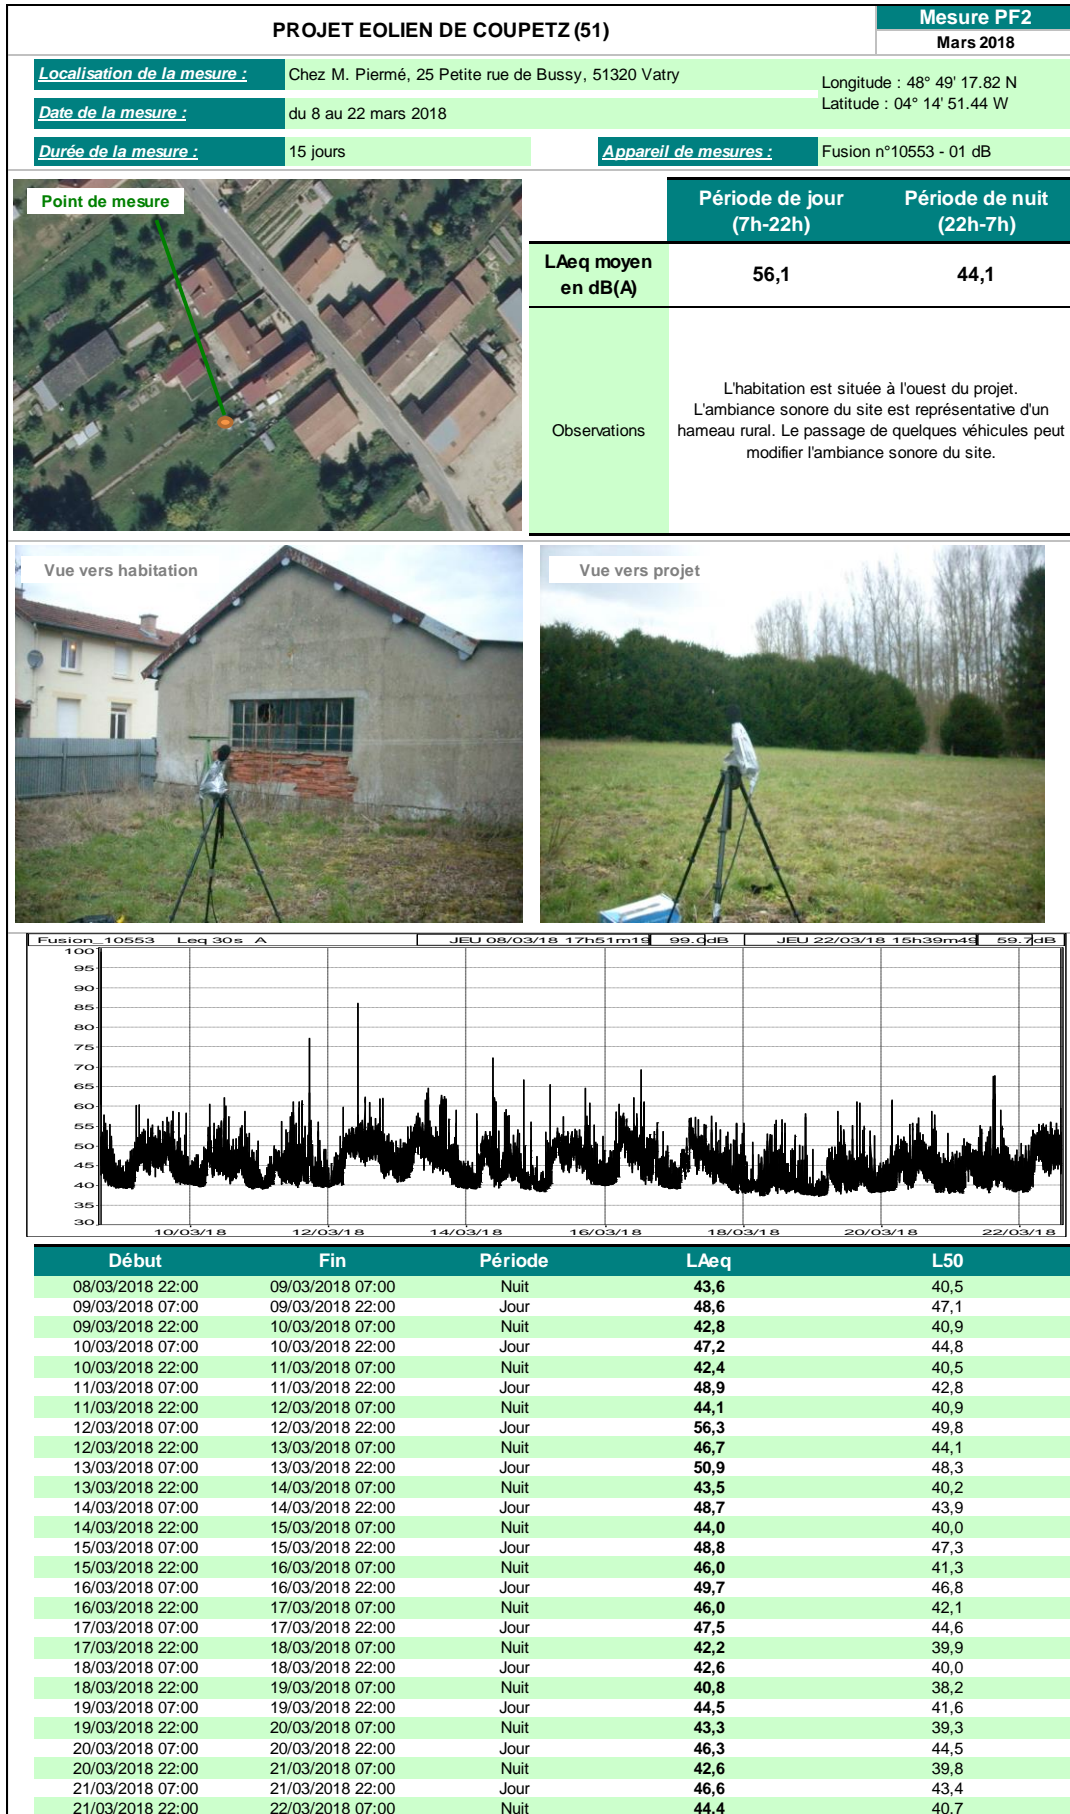 PROJET EOLIEN DE COUPETZ (51)
Mesure PF2
Mars 2018
Localisation de la mesure : Chez M. Piermé, 25 Petite rue de Bussy, 51320 Vatry
Longitude : 48° 49' 17.82 N
Latitude : 04° 14' 51.44 W
Date de la mesure : du 8 au 22 mars 2018
Durée de la mesure : 15 jours Appareil de mesures : Fusion n°10553 - 01 dB
Point de mesure
Période de jour (7h-22h) Période de nuit (22h-7h)
LAeq moyen en dB(A) 56,1 44,1
Observations
L'habitation est située à l'ouest du projet.
L'ambiance sonore du site est représentative d'un
hameau rural. Le passage de quelques véhicules peut
modifier l'ambiance sonore du site.
Vue vers habitation
Vue vers projet
Fusion_10553 Leq 30s A JEU 08/03/18 17h51m19 99.0dB JEU 22/03/18 15h39m49 59.7dB
100
95
90
85
80
75
70
65
60
55
50
45
40
35
30
10/03/18 12/03/18 14/03/18 16/03/18 18/03/18 20/03/18 22/03/18
Début Fin Période LAeq L50
08/03/2018 22:00 09/03/2018 07:00 Nuit 43,6 40,5
09/03/2018 07:00 09/03/2018 22:00 Jour 48,6 47,1
09/03/2018 22:00 10/03/2018 07:00 Nuit 42,8 40,9
10/03/2018 07:00 10/03/2018 22:00 Jour 47,2 44,8
10/03/2018 22:00 11/03/2018 07:00 Nuit 42,4 40,5
11/03/2018 07:00 11/03/2018 22:00 Jour 48,9 42,8
11/03/2018 22:00 12/03/2018 07:00 Nuit 44,1 40,9
12/03/2018 07:00 12/03/2018 22:00 Jour 56,3 49,8
12/03/2018 22:00 13/03/2018 07:00 Nuit 46,7 44,1
13/03/2018 07:00 13/03/2018 22:00 Jour 50,9 48,3
13/03/2018 22:00 14/03/2018 07:00 Nuit 43,5 40,2
14/03/2018 07:00 14/03/2018 22:00 Jour 48,7 43,9
14/03/2018 22:00 15/03/2018 07:00 Nuit 44,0 40,0
15/03/2018 07:00 15/03/2018 22:00 Jour 48,8 47,3
15/03/2018 22:00 16/03/2018 07:00 Nuit 46,0 41,3
16/03/2018 07:00 16/03/2018 22:00 Jour 49,7 46,8
16/03/2018 22:00 17/03/2018 07:00 Nuit 46,0 42,1
17/03/2018 07:00 17/03/2018 22:00 Jour 47,5 44,6
17/03/2018 22:00 18/03/2018 07:00 Nuit 42,2 39,9
18/03/2018 07:00 18/03/2018 22:00 Jour 42,6 40,0
18/03/2018 22:00 19/03/2018 07:00 Nuit 40,8 38,2
19/03/2018 07:00 19/03/2018 22:00 Jour 44,5 41,6
19/03/2018 22:00 20/03/2018 07:00 Nuit 43,3 39,3
20/03/2018 07:00 20/03/2018 22:00 Jour 46,3 44,5
20/03/2018 22:00 21/03/2018 07:00 Nuit 42,6 39,8
21/03/2018 07:00 21/03/2018 22:00 Jour 46,6 43,4
21/03/2018 22:00 22/03/2018 07:00 Nuit 44,4 40,7